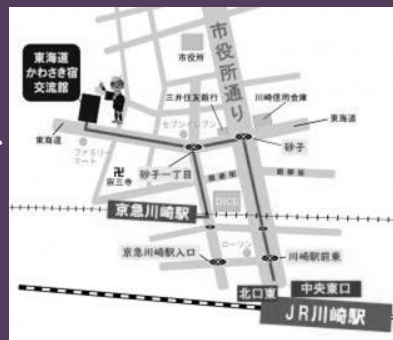 東海道
かわさき宿
交流館
市役所
市役所通り
三井住友銀行
川崎信用金庫
東海道
セブンイレブン
東海道
ファミリー
マート
宗三寺
砂子一丁目
砂子
銀座街
DICE
京急川崎駅
京急川崎駅入口
ローソン
川崎駅前東
北口東
中央東口
JR川崎駅